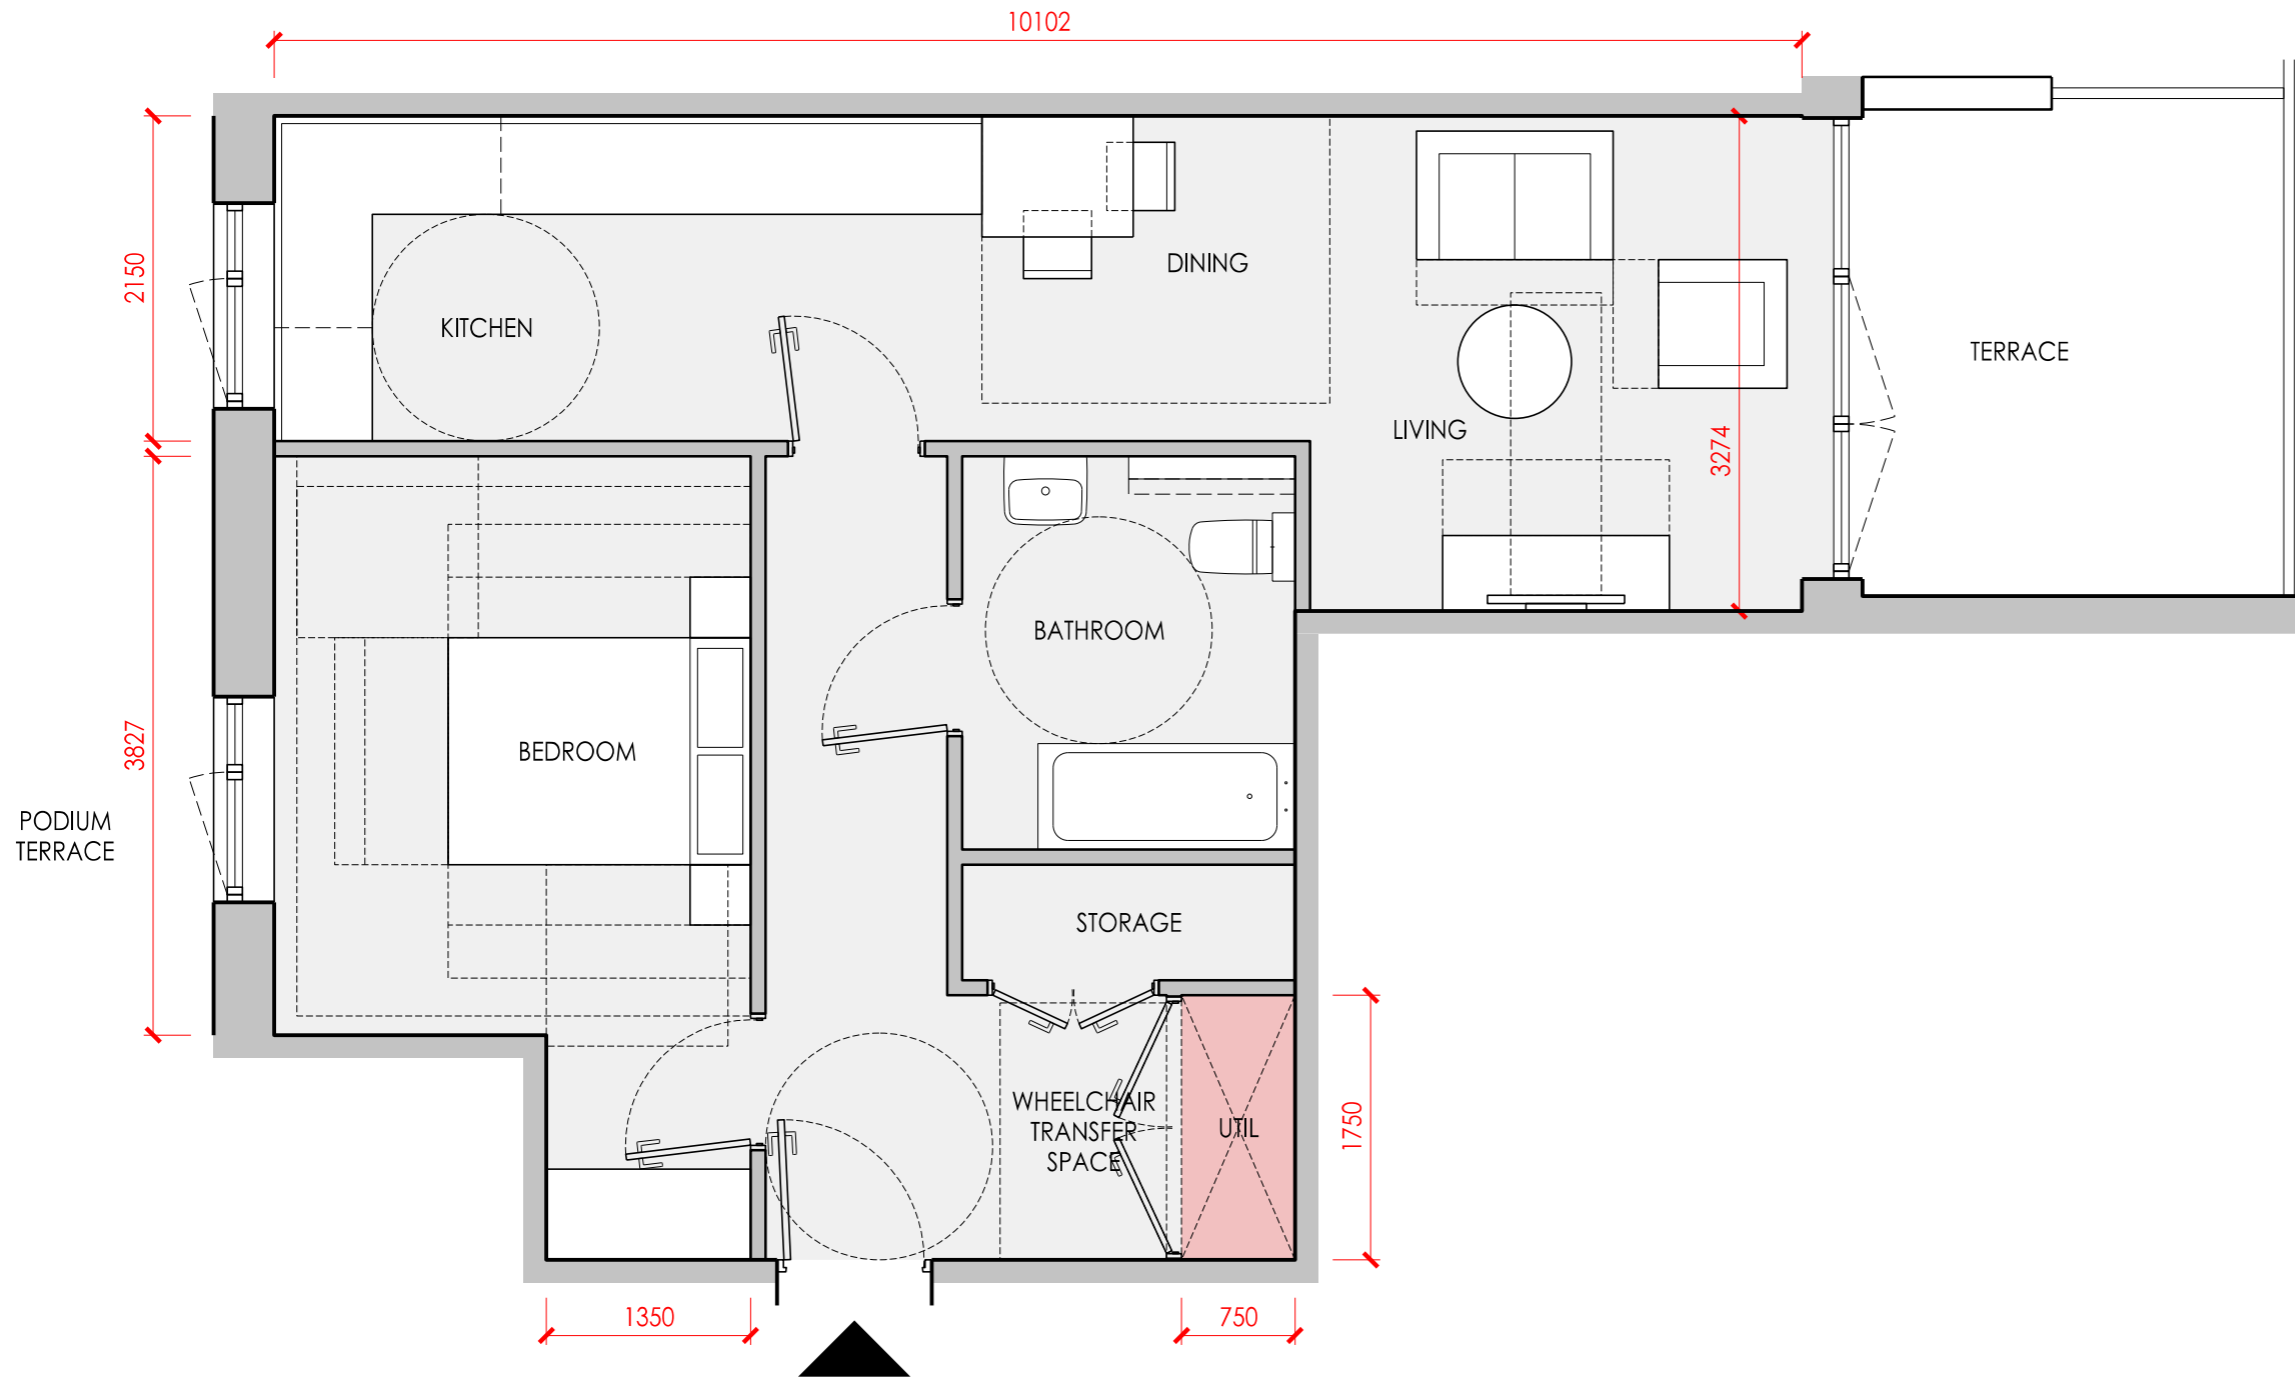 10102
2150
KITCHEN
DINING
LIVING
3274
TERRACE
3827
BEDROOM
BATHROOM
PODIUM
TERRACE
STORAGE
WHEELCHAIR
TRANSFER
SPACE
UTIL
1750
1350
750